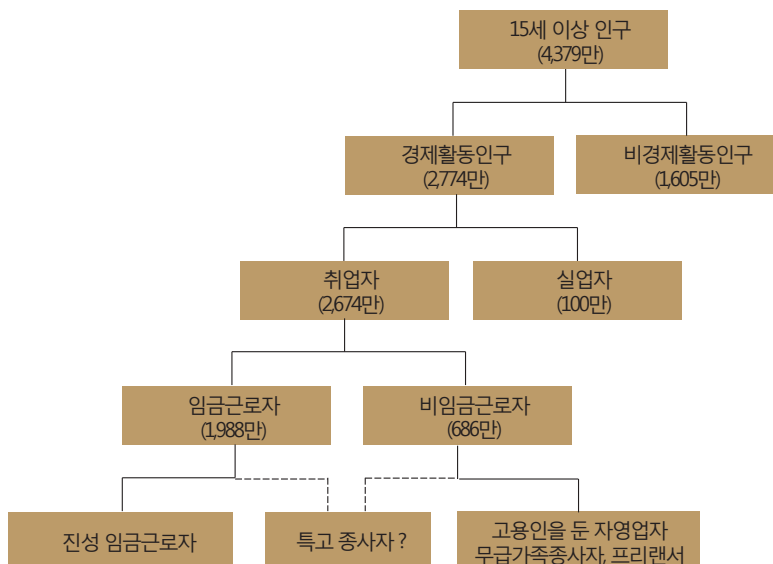 15세 이상 인구
(4,379만)
경제활동인구
(2,774만)
비경제활동인구
(1,605만)
취업자
(2,674만)
실업자
(100만)
임금근로자
(1,988만)
비임금근로자
(686만)
진성 임금근로자
특고 종사자 ?
고용인을 둔 자영업자
무급가족종사자, 프리랜서